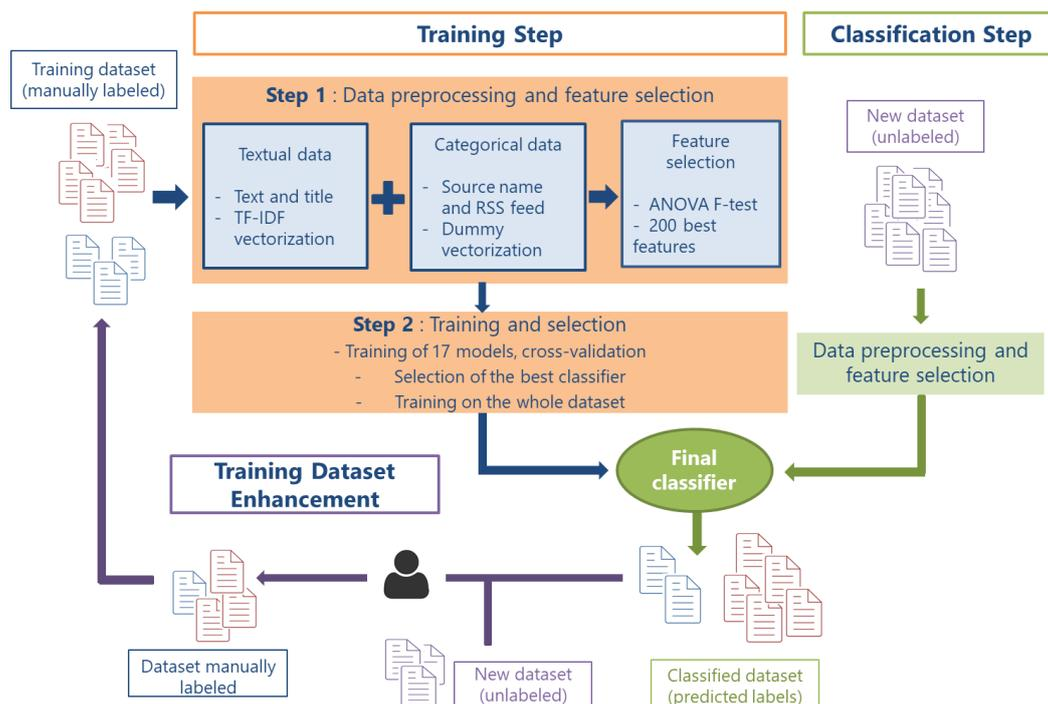 Training Step
Classification Step
Training dataset
(manually labeled)
Step 1 : Data preprocessing and feature selection
Textual data
- Text and title
- TF-IDF
vectorization
Categorical data
- Source name
and RSS feed
- Dummy
vectorization
Feature
selection
- ANOVA F-test
- 200 best
features
New dataset
(unlabeled)
Step 2 : Training and selection
- Training of 17 models, cross-validation
- Selection of the best classifier
- Training on the whole dataset
Data preprocessing and
feature selection
Final
classifier
Training Dataset
Enhancement
Dataset manually
labeled
New dataset
(unlabeled)
Classified dataset
(predicted labels)